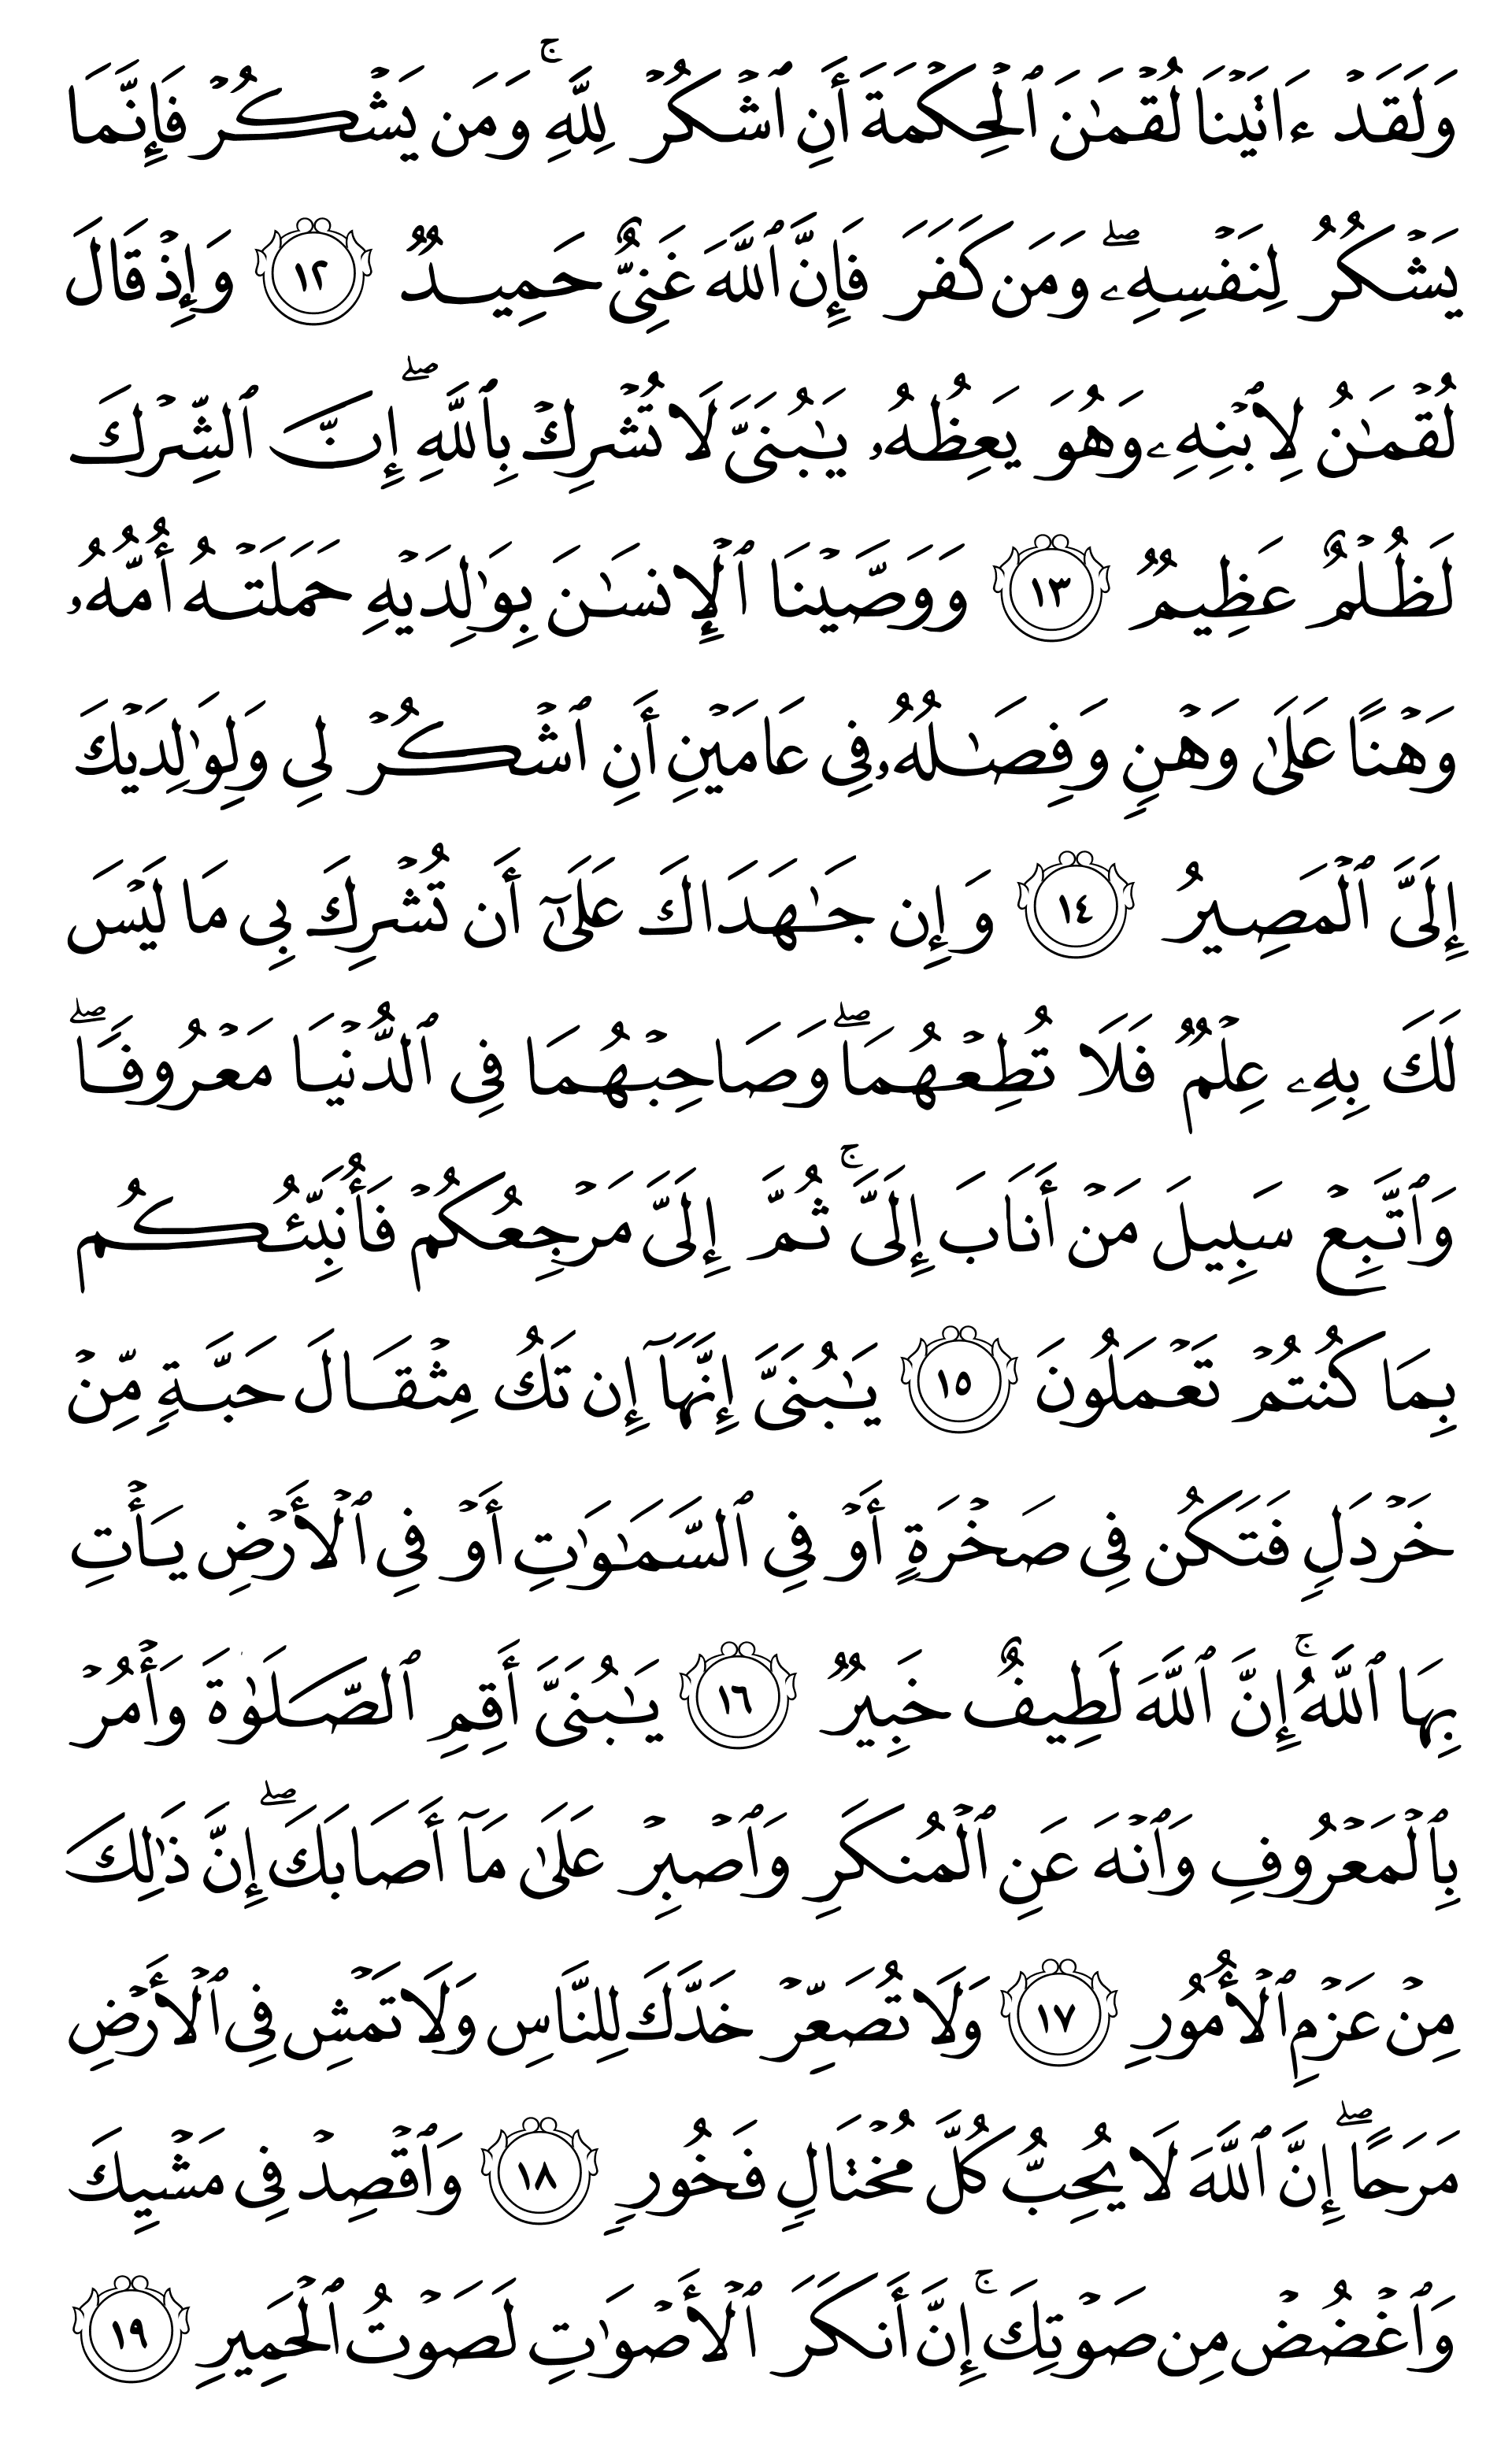 وَلَقَدْ ءَاتَيْنَا لُقْمَٰنَ ٱلْحِكْمَةَ أَنِ ٱشْكُرْ لِلَّهِ ۚ وَمَن يَشْكُرْ فَإِنَّمَا
يَشْكُرُ لِنَفْسِهِۦ ۖ وَمَن كَفَرَ فَإِنَّ ٱللَّهَ غَنِىٌّ حَمِيدٌ ١٢ وَإِذْ قَالَ
لُقْمَٰنُ لِٱبْنِهِۦ وَهُوَ يَعِظُهُۥ يَٰبُنَىَّ لَا تُشْرِكْ بِٱللَّهِ ۖ إِنَّ ٱلشِّرْكَ
لَظُلْمٌ عَظِيمٌ ١٣ وَوَصَّيْنَا ٱلْإِنسَٰنَ بِوَٰلِدَيْهِ حَمَلَتْهُ أُمُّهُۥ
وَهْنًا عَلَىٰ وَهْنٍ وَفِصَٰلُهُۥ فِى عَامَيْنِ أَنِ ٱشْكُرْ لِى وَلِوَٰلِدَيْكَ
إِلَىَّ ٱلْمَصِيرُ ١٤ وَإِن جَٰهَدَاكَ عَلَىٰٓ أَن تُشْرِكَ بِى مَا لَيْسَ
لَكَ بِهِۦ عِلْمٌ فَلَا تُطِعْهُمَا ۖ وَصَاحِبْهُمَا فِى ٱلدُّنْيَا مَعْرُوفًا ۖ
وَٱتَّبِعْ سَبِيلَ مَنْ أَنَابَ إِلَىَّ ۚ ثُمَّ إِلَىَّ مَرْجِعُكُمْ فَأُنَبِّئُكُم
بِمَا كُنتُمْ تَعْمَلُونَ ١٥ يَٰبُنَىَّ إِنَّهَآ إِن تَكُ مِثْقَالَ حَبَّةٍ مِّنْ
خَرْدَلٍ فَتَكُن فِى صَخْرَةٍ أَوْ فِى ٱلسَّمَٰوَٰتِ أَوْ فِى ٱلْأَرْضِ يَأْتِ
بِهَا ٱللَّهُ ۚ إِنَّ ٱللَّهَ لَطِيفٌ خَبِيرٌ ١٦ يَٰبُنَىَّ أَقِمِ ٱلصَّلَوٰةَ وَأْمُرْ
بِٱلْمَعْرُوفِ وَٱنْهَ عَنِ ٱلْمُنكَرِ وَٱصْبِرْ عَلَىٰ مَآ أَصَابَكَ ۖ إِنَّ ذَٰلِكَ
مِنْ عَزْمِ ٱلْأُمُورِ ١٧ وَلَا تُصَعِّرْ خَدَّكَ لِلنَّاسِ وَلَا تَمْشِ فِى ٱلْأَرْضِ
مَرَحًا ۖ إِنَّ ٱللَّهَ لَا يُحِبُّ كُلَّ مُخْتَالٍ فَخُورٍ ١٨ وَٱقْصِدْ فِى مَشْيِكَ
وَٱغْضُضْ مِن صَوْتِكَ ۚ إِنَّ أَنكَرَ ٱلْأَصْوَٰتِ لَصَوْتُ ٱلْحَمِيرِ ١٩